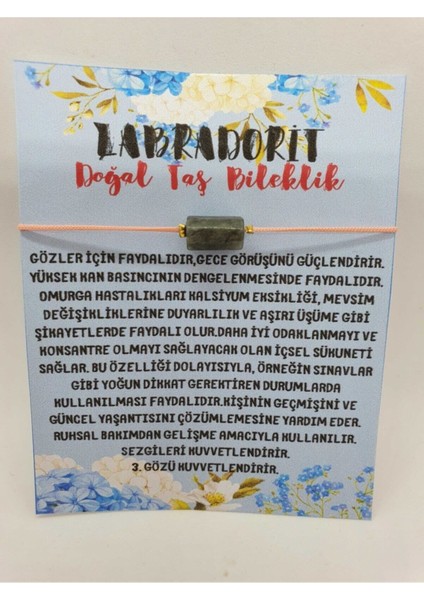 LABRADORİT
Doğal Taş Bileklik
GÖZLER İÇİN FAYDALIDIR,GECE GÖRÜŞÜNÜ GÜÇLENDİRİR.
YÜKSEK KAN BASINCININ DENGELENMESİNDE FAYDALIDIR.
OMURGA HASTALIKLARI KALSİYUM EKSİKLİĞİ, MEVSİM
DEĞİŞİKLİKLERİNE DUYARLILIK VE AŞIRI ÜŞÜME GİBİ
ŞİKAYETLERDE FAYDALI OLUR.DAHA İYİ ODAKLANMAYI VE
KONSANTRE OLMAYI SAĞLAYACAK OLAN İÇSEL SÜKUNETİ
SAĞLAR. BU ÖZELLİĞİ DOLAYISIYLA, ÖRNEĞİN SINAVLAR
GİBİ YOĞUN DİKKAT GEREKTİREN DURUMLARDA
KULLANILMASI FAYDALIDIR.KİŞİNİN GEÇMİŞİNİ VE
GÜNCEL YAŞANTISINI ÇÖZÜMLEMESİNE YARDIM EDER.
RUHSAL BAKIMDAN GELİŞME AMACIYLA KULLANILIR.
SEZGİLERİ KUVVETLENDİRİR.
3. GÖZÜ KUVVETLENDİRİR.